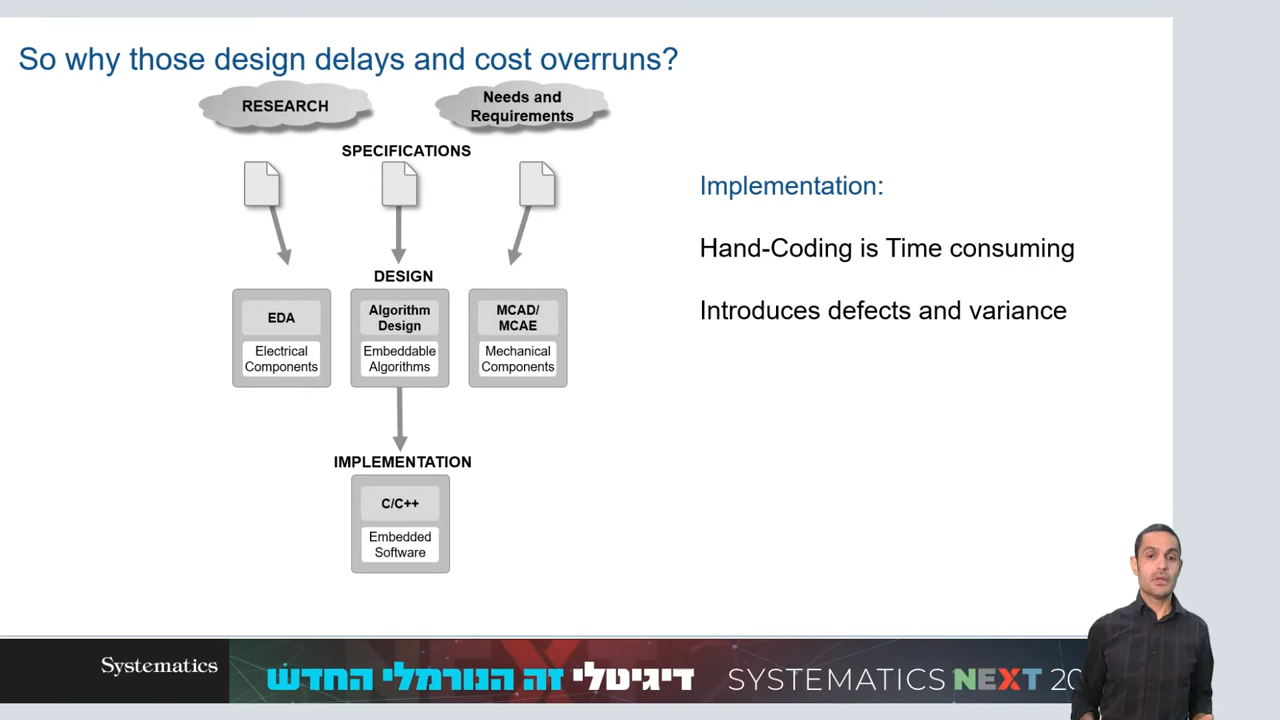 So why those design delays and cost overruns?
RESEARCH
Needs and
Requirements
SPECIFICATIONS
DESIGN
EDA
Electrical
Components
Algorithm
Design
Embeddable
Algorithms
MCAD/
MCAE
Mechanical
Components
IMPLEMENTATION
C/C++
Embedded
Software
Implementation:
Hand-Coding is Time consuming
Introduces defects and variance
Systematics
דיגיטלי זה הנורמלי החדש
SYSTEMATICS NEXT 20